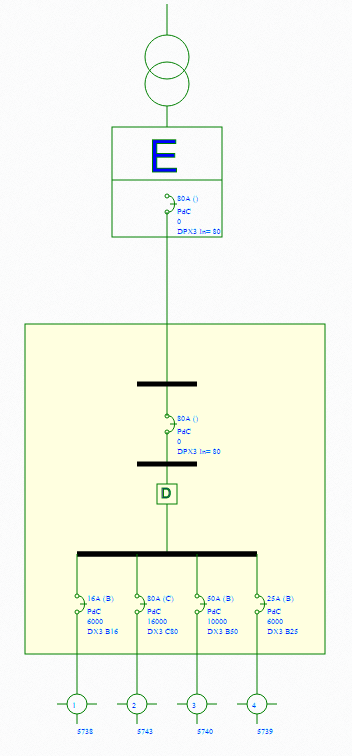 E
80A ()
PdC
0
DPX3 In= 80
80A ()
PdC
0
DPX3 In= 80
D
16A (B)
PdC
6000
DX3 B16
80A (C)
PdC
16000
DX3 C80
50A (B)
PdC
10000
DX3 B50
25A (B)
PdC
6000
DX3 B25
1
2
3
4
5738
5743
5740
5739